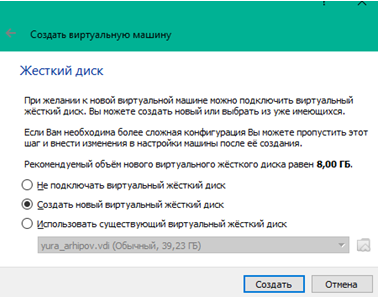 Создать виртуальную машину
Жесткий диск
При желании к новой виртуальной машине можно подключить виртуальный
жёсткий диск. Вы можете создать новый или выбрать из уже имеющихся.
Если Вам необходима более сложная конфигурация Вы можете пропустить этот
шаг и внести изменения в настройки машины после её создания.
Рекомендуемый объём нового виртуального жёсткого диска равен 8,00 ГБ.
Не подключать виртуальный жёсткий диск
Создать новый виртуальный жёсткий диск
Использовать существующий виртуальный жёсткий диск
yura_arhipov.vdi (Обычный, 39,23 ГБ)
Создать Отмена